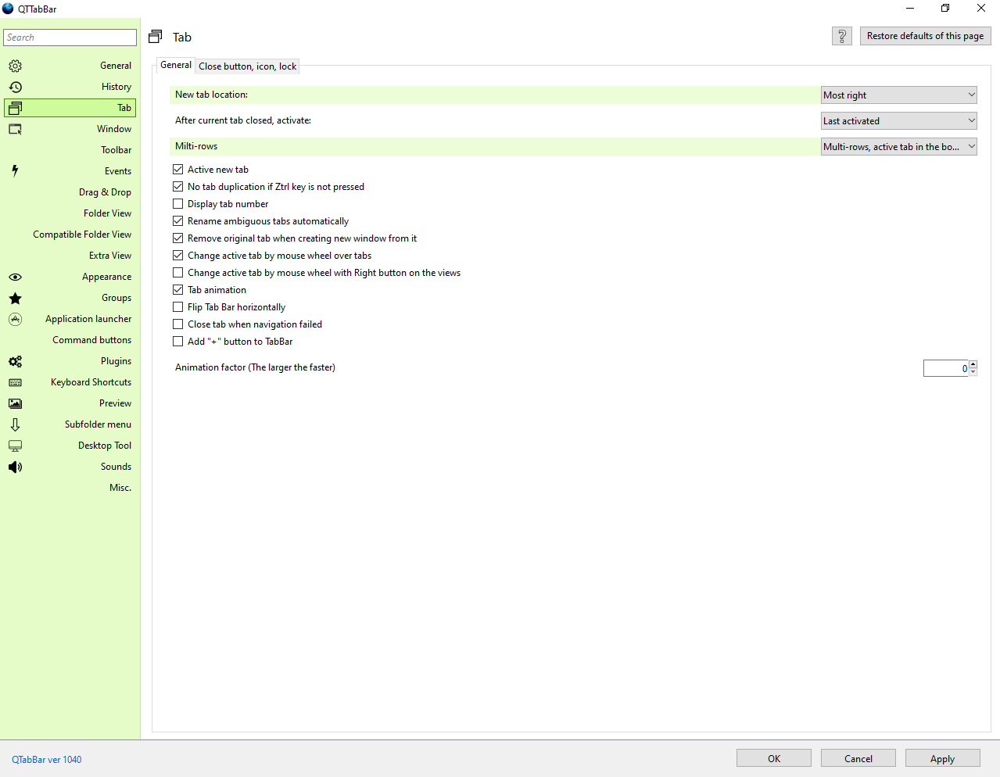 QTTabBar
Search
General
History
Tab
Window
Toolbar
Events
Drag & Drop
Folder View
Compatible Folder View
Extra View
Appearance
Groups
Application launcher
Command buttons
Plugins
Keyboard Shortcuts
Preview
Subfolder menu
Desktop Tool
Sounds
Misc.
Tab
?
Restore defaults of this page
General
Close button, icon, lock
New tab location:
Most right
After current tab closed, activate:
Last activated
Milti-rows
Multi-rows, active tab in the bo...
Active new tab
No tab duplication if Ztrl key is not pressed
Display tab number
Rename ambiguous tabs automatically
Remove original tab when creating new window from it
Change active tab by mouse wheel over tabs
Change active tab by mouse wheel with Right button on the views
Tab animation
Flip Tab Bar horizontally
Close tab when navigation failed
Add "+" button to TabBar
Animation factor (The larger the faster)
0
QTabBar ver 1040
OK
Cancel
Apply